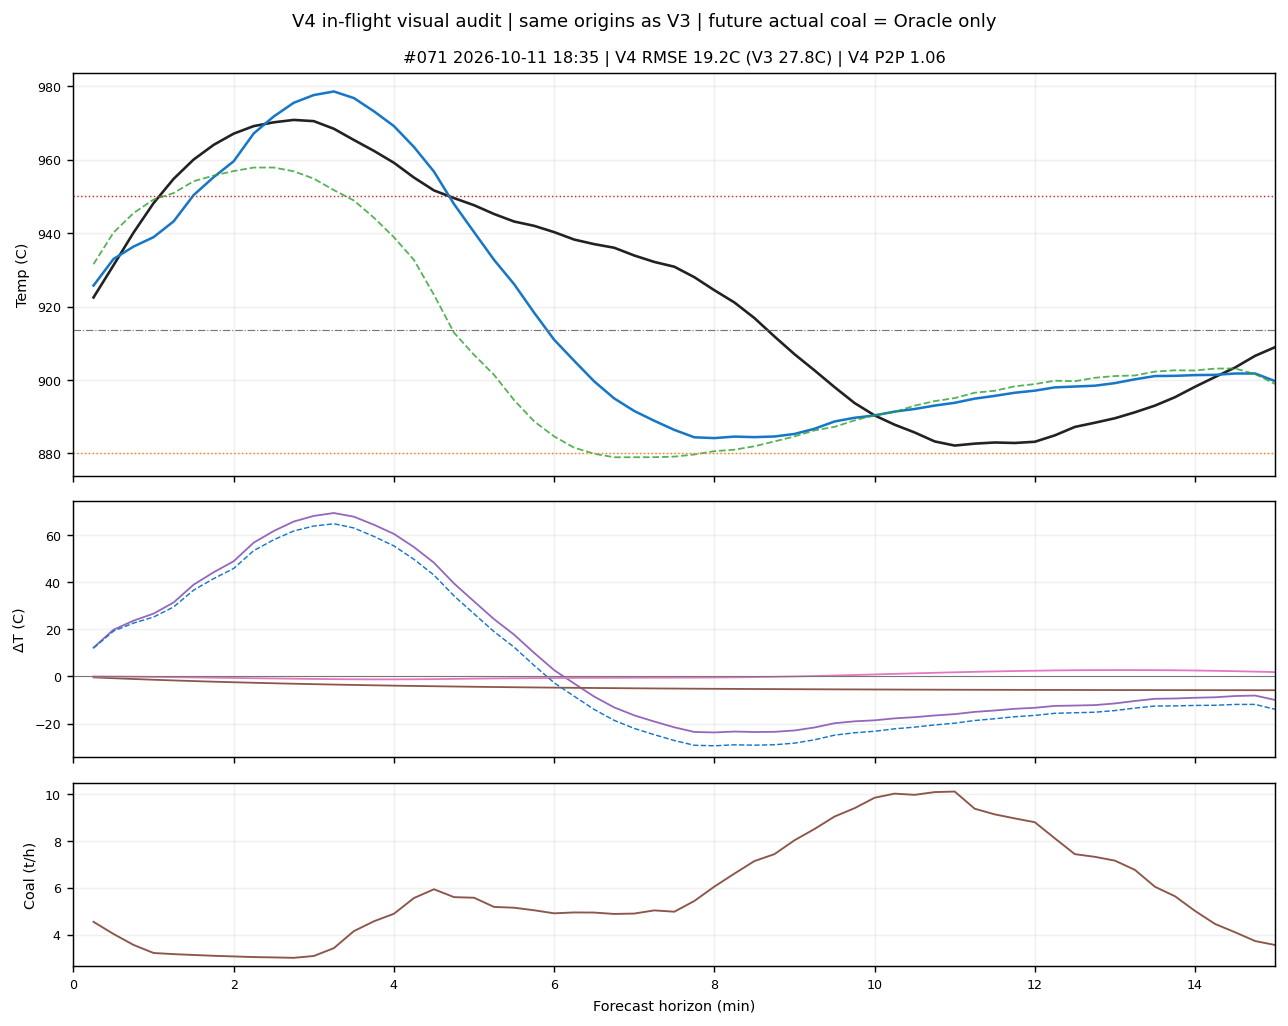 V4 in-flight visual audit | same origins as V3 | future actual coal = Oracle only
#071 2026-10-11 18:35 | V4 RMSE 19.2C (V3 27.8C) | V4 P2P 1.06
980
960
940
920
900
880
Temp (C)
60
40
20
0
−20
ΔT (C)
10
8
6
4
Coal (t/h)
0 2 4 6 8 10 12 14
Forecast horizon (min)